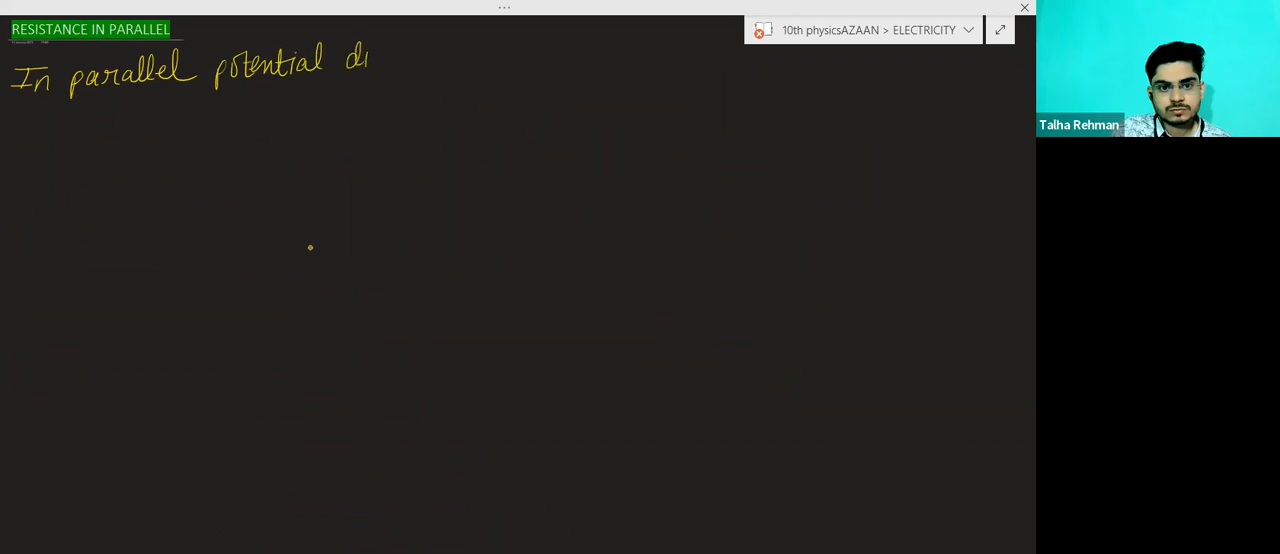 RESISTANCE IN PARALLEL
10th physicsAZAAN > ELECTRICITY
In parallel potential di
Talha Rehman